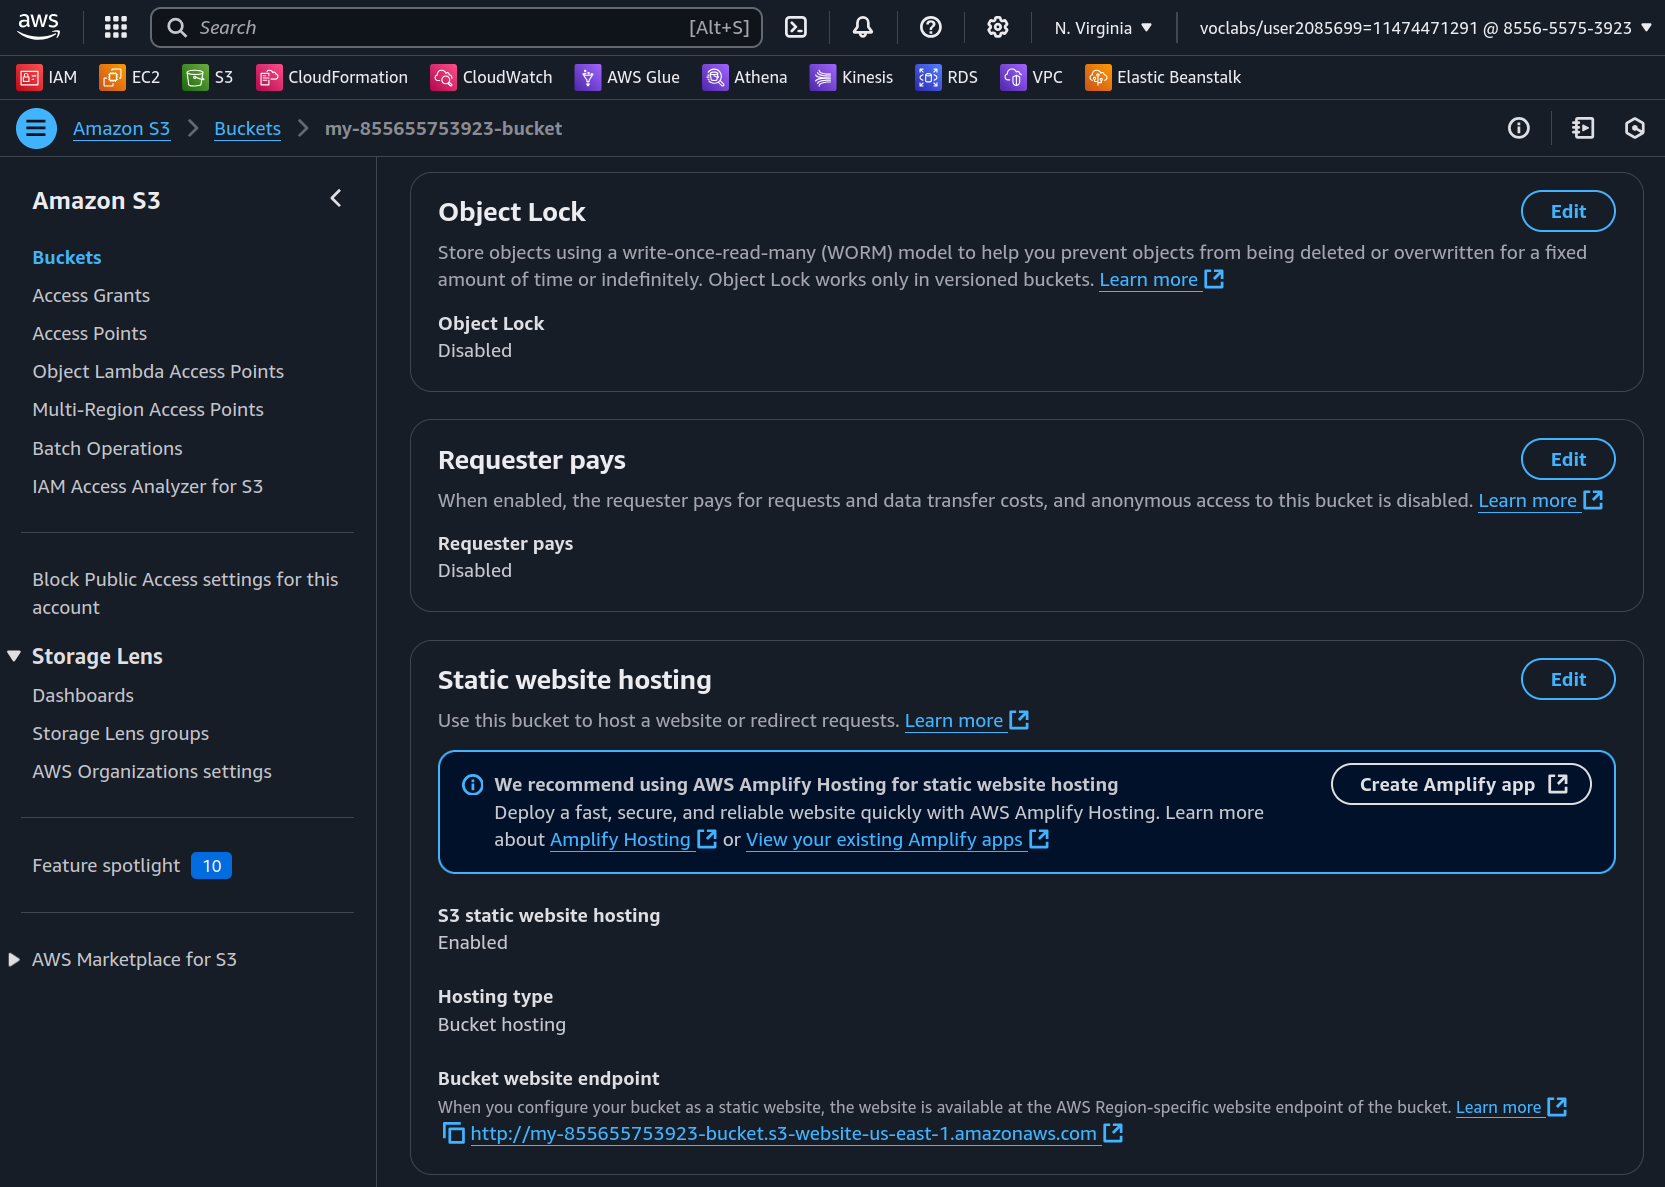 aws
Search [Alt+S]
N. Virginia
voclabs/user2085699=11474471291 @ 8556-5575-3923
IAM EC2 S3 CloudFormation CloudWatch AWS Glue Athena Kinesis RDS VPC Elastic Beanstalk
Amazon S3 Buckets my-855655753923-bucket
Amazon S3
Buckets
Access Grants
Access Points
Object Lambda Access Points
Multi-Region Access Points
Batch Operations
IAM Access Analyzer for S3
Block Public Access settings for this
account
Storage Lens
Dashboards
Storage Lens groups
AWS Organizations settings
Feature spotlight 10
AWS Marketplace for S3
Object Lock
Edit
Store objects using a write-once-read-many (WORM) model to help you prevent objects from being deleted or overwritten for a fixed
amount of time or indefinitely. Object Lock works only in versioned buckets. Learn more
Object Lock
Disabled
Requester pays
Edit
When enabled, the requester pays for requests and data transfer costs, and anonymous access to this bucket is disabled. Learn more
Requester pays
Disabled
Static website hosting
Edit
Use this bucket to host a website or redirect requests. Learn more
We recommend using AWS Amplify Hosting for static website hosting
Deploy a fast, secure, and reliable website quickly with AWS Amplify Hosting. Learn more
about Amplify Hosting or View your existing Amplify apps
Create Amplify app
S3 static website hosting
Enabled
Hosting type
Bucket hosting
Bucket website endpoint
When you configure your bucket as a static website, the website is available at the AWS Region-specific website endpoint of the bucket. Learn more
http://my-855655753923-bucket.s3-website-us-east-1.amazonaws.com